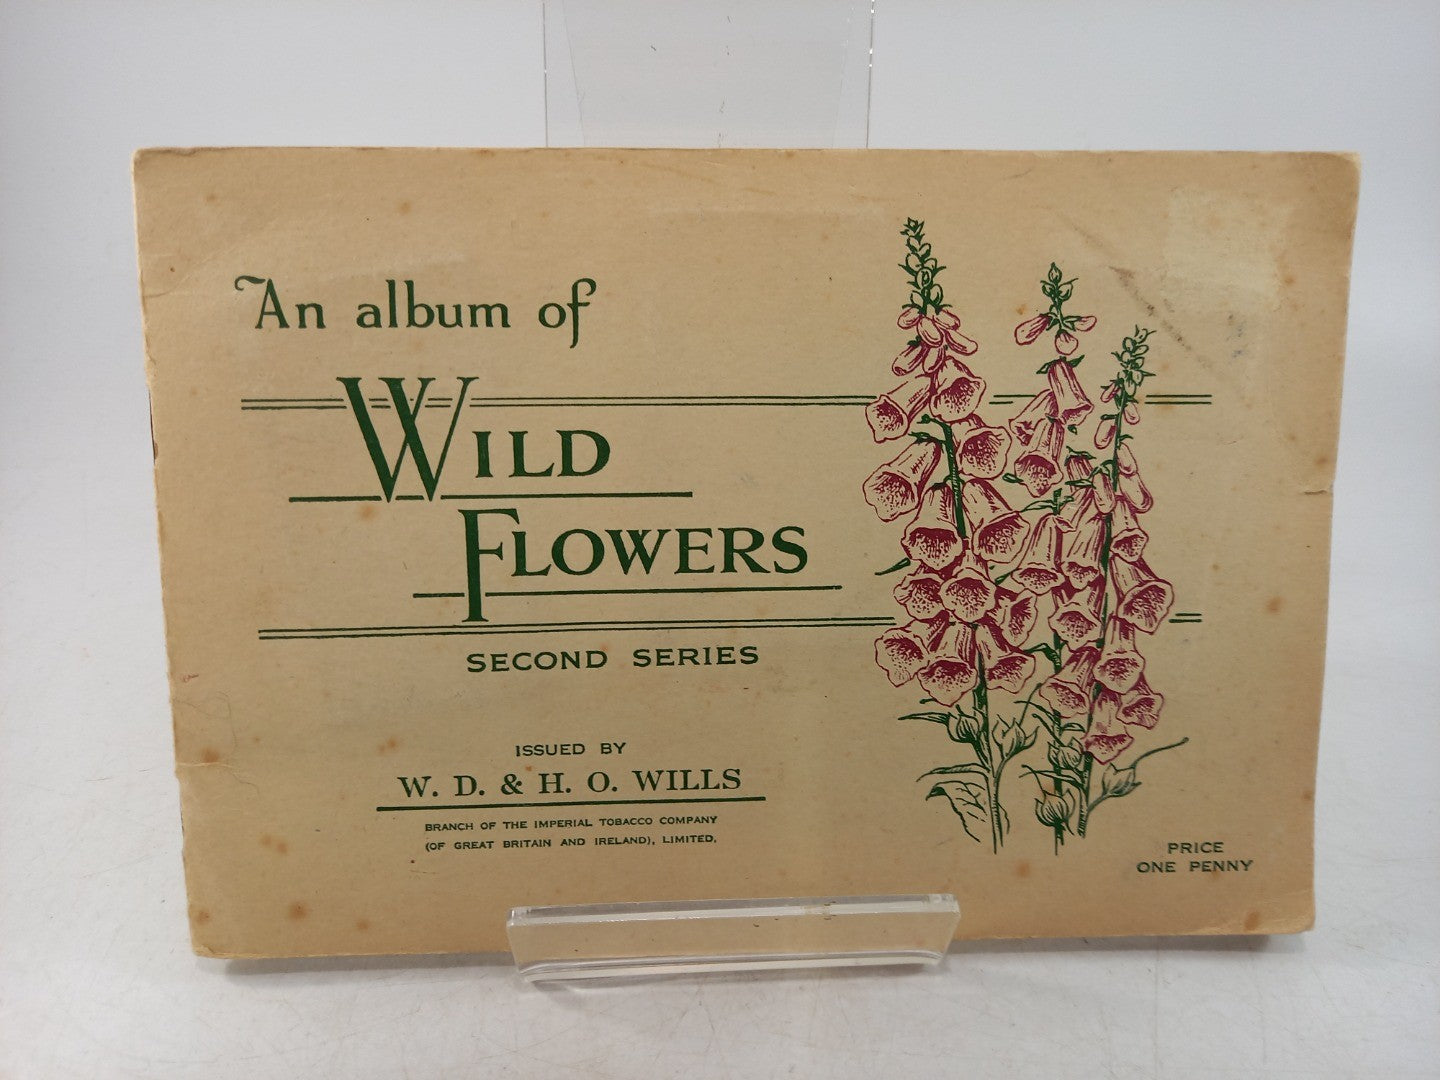 An album of
WILD
FLOWERS
SECOND SERIES
ISSUED BY
W. D. & H. O. WILLS
BRANCH OF THE IMPERIAL TOBACCO COMPANY
(OF GREAT BRITAIN AND IRELAND), LIMITED.
PRICE
ONE PENNY